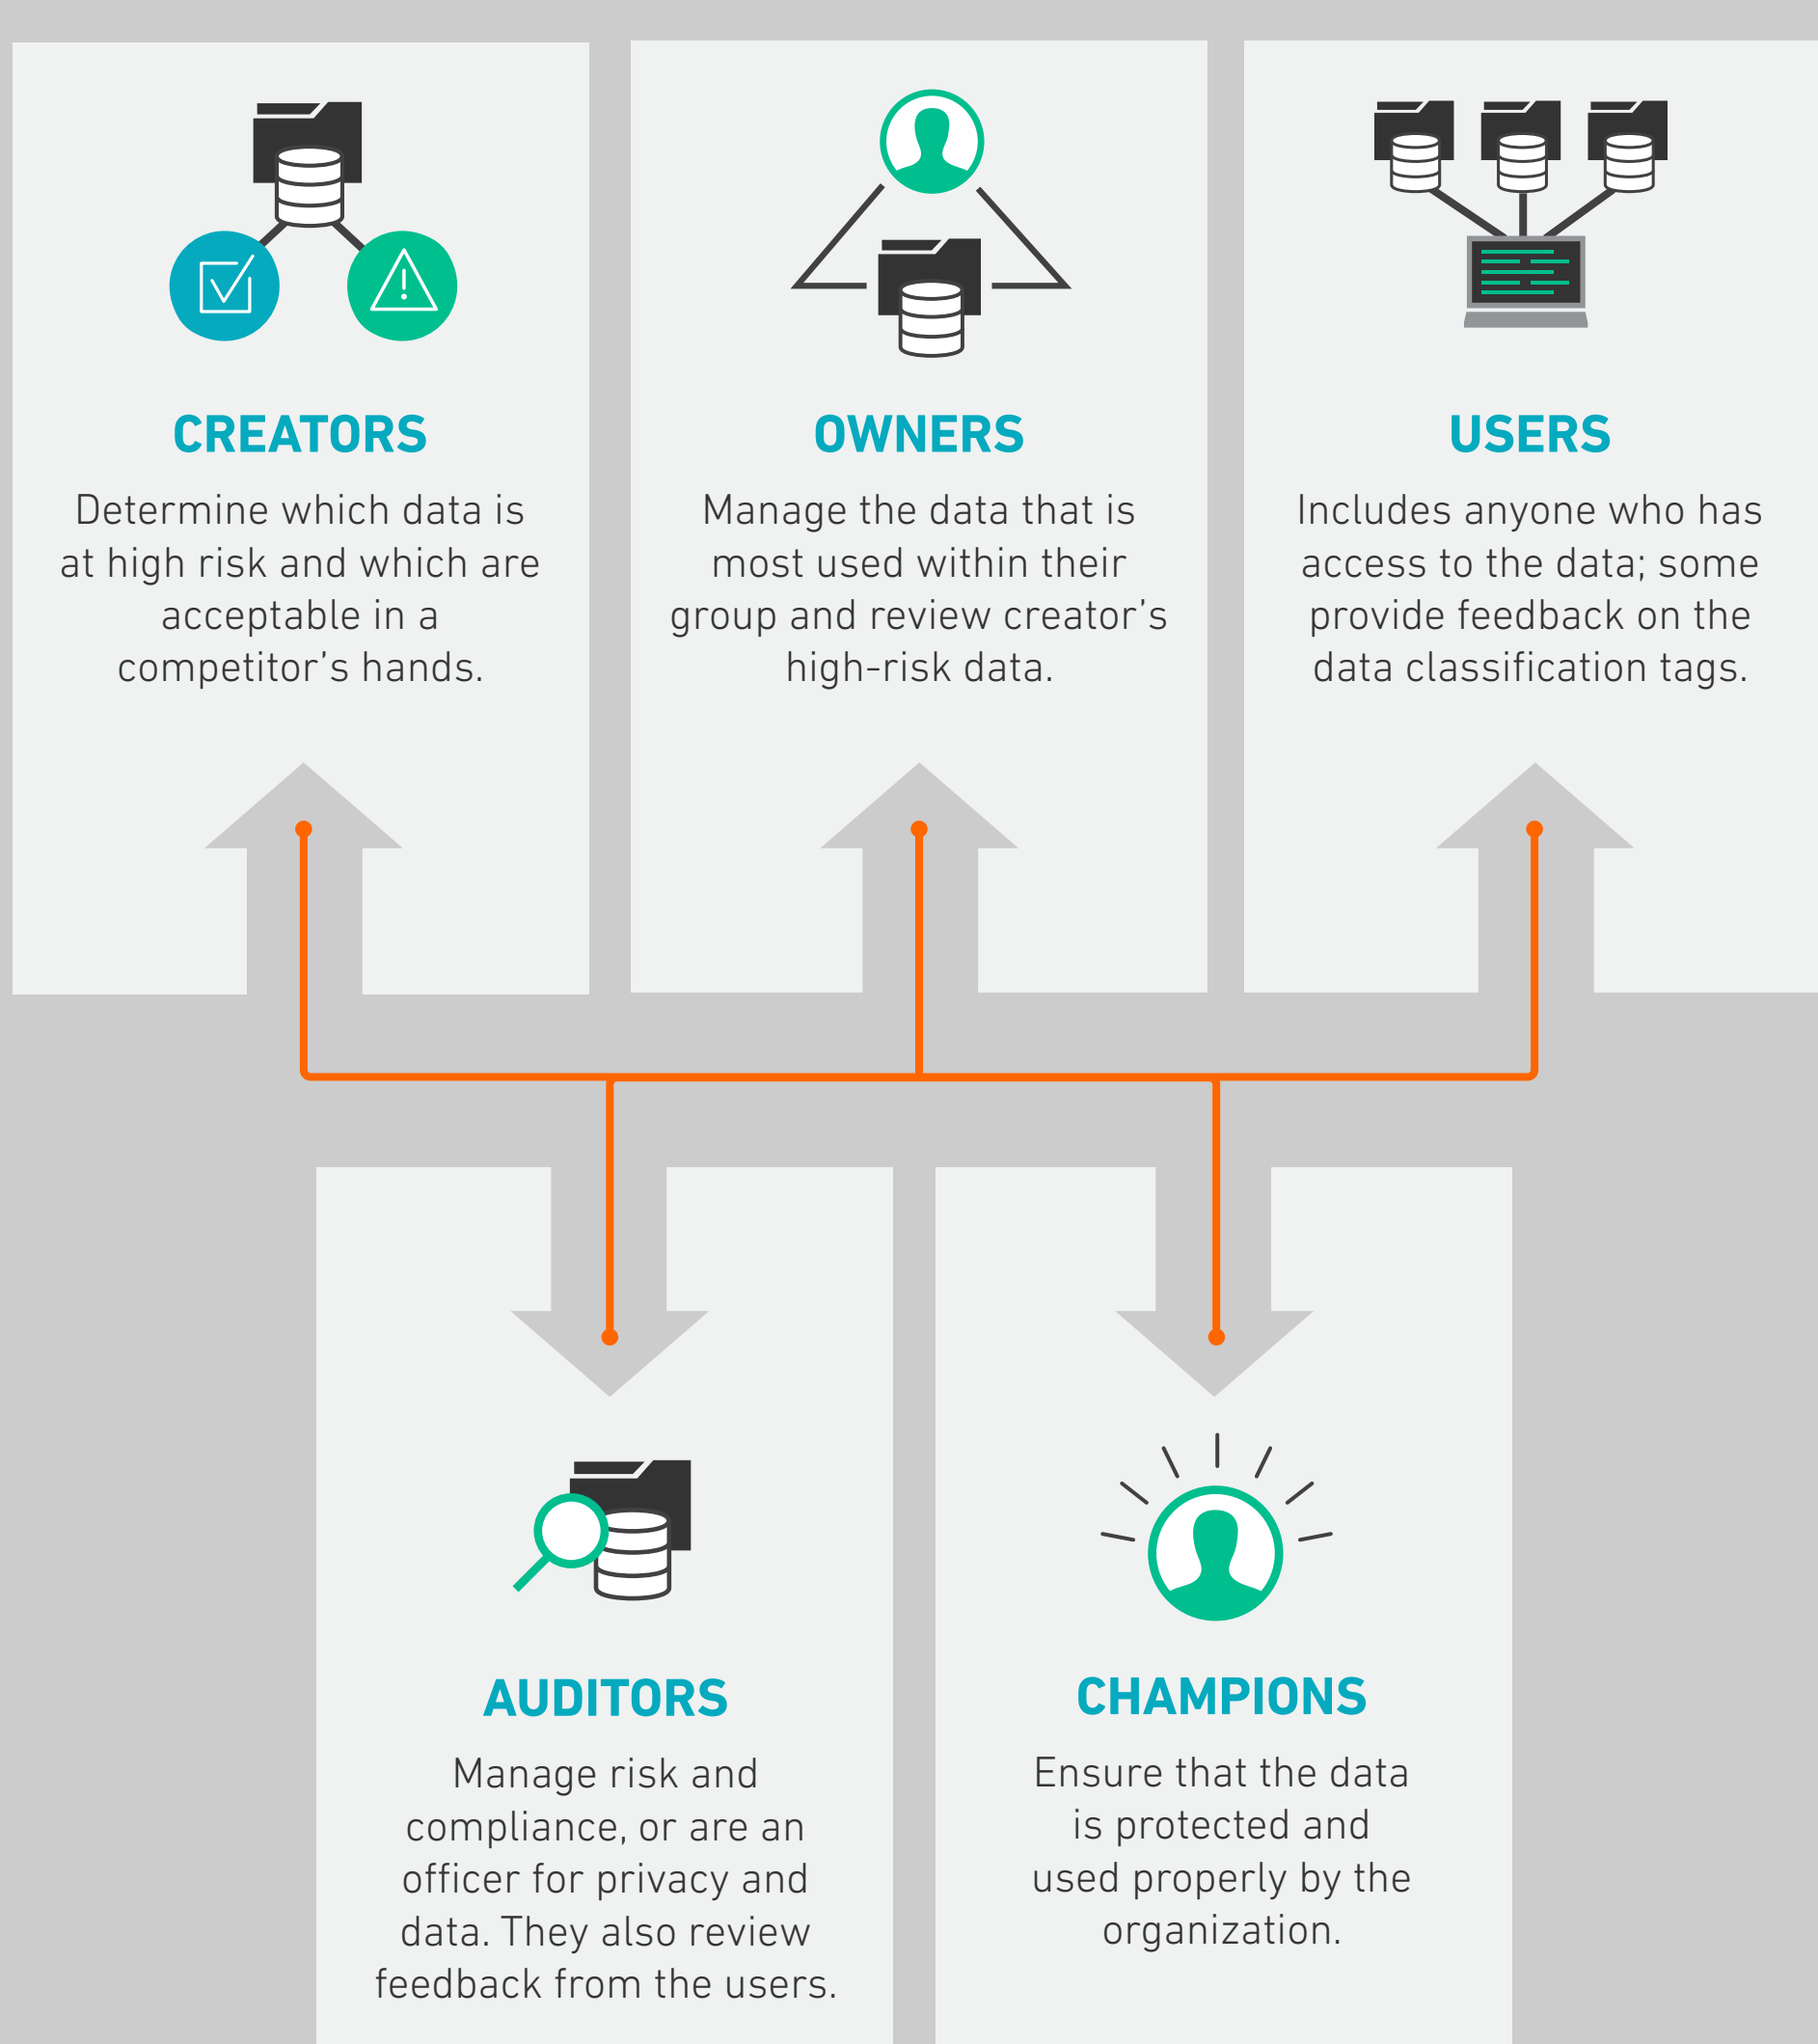 CREATORS
Determine which data is
at high risk and which are
acceptable in a
competitor’s hands.
OWNERS
Manage the data that is
most used within their
group and review creator’s
high-risk data.
USERS
Includes anyone who has
access to the data; some
provide feedback on the
data classification tags.
AUDITORS
Manage risk and
compliance, or are an
officer for privacy and
data. They also review
feedback from the users.
CHAMPIONS
Ensure that the data
is protected and
used properly by the
organization.